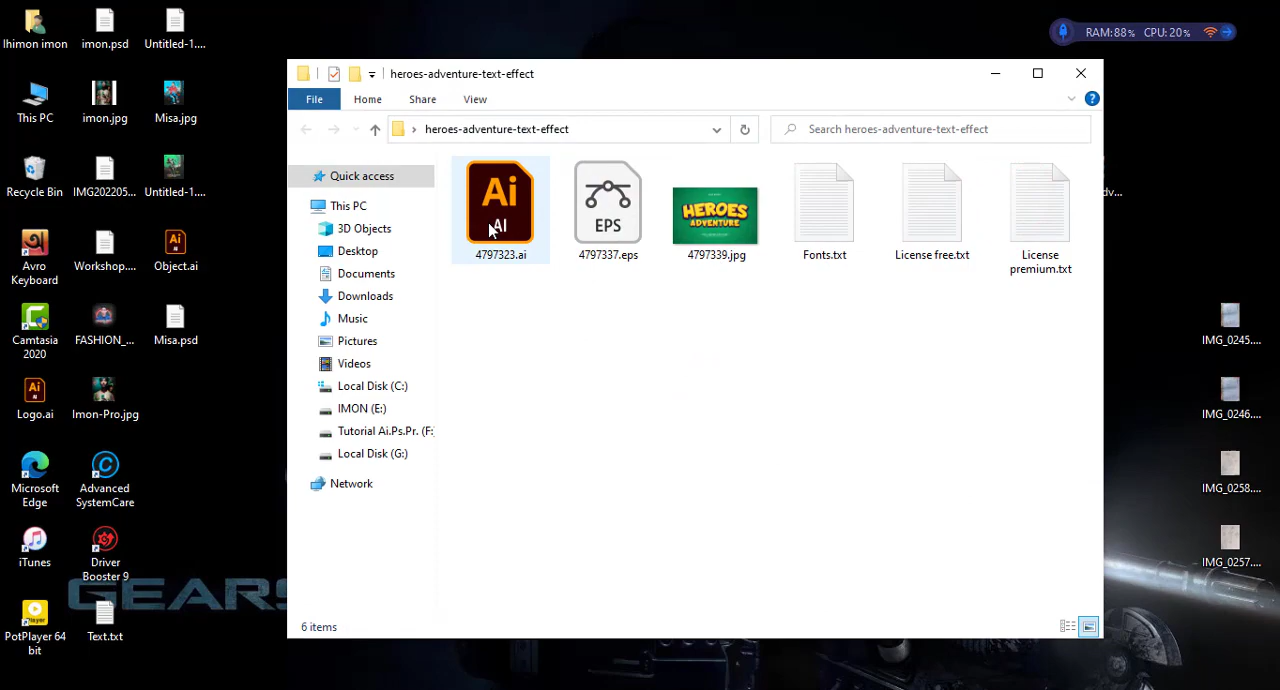 lhimon imon
imon.psd
Untitled-1....
This PC
imon.jpg
Misa.jpg
Recycle Bin
IMG202205...
Untitled-1....
Avro Keyboard
Workshop....
Object.ai
Camtasia 2020
FASHION_...
Misa.psd
Logo.ai
Imon-Pro.jpg
Microsoft Edge
Advanced SystemCare
iTunes
Driver Booster 9
PotPlayer 64 bit
Text.txt
GEARS
RAM:88% CPU: 20%
heroes-adventure-text-effect
File Home Share View
heroes-adventure-text-effect
Search heroes-adventure-text-effect
Quick access
This PC
3D Objects
Desktop
Documents
Downloads
Music
Pictures
Videos
Local Disk (C:)
IMON (E:)
Tutorial Ai.Ps.Pr. (F:
Local Disk (G:)
Network
Ai
AI
4797323.ai
EPS
4797337.eps
HEROES
ADVENTURE
4797339.jpg
Fonts.txt
License free.txt
License
premium.txt
6 items
dv...
IMG_0245....
IMG_0246....
IMG_0258....
IMG_0257....